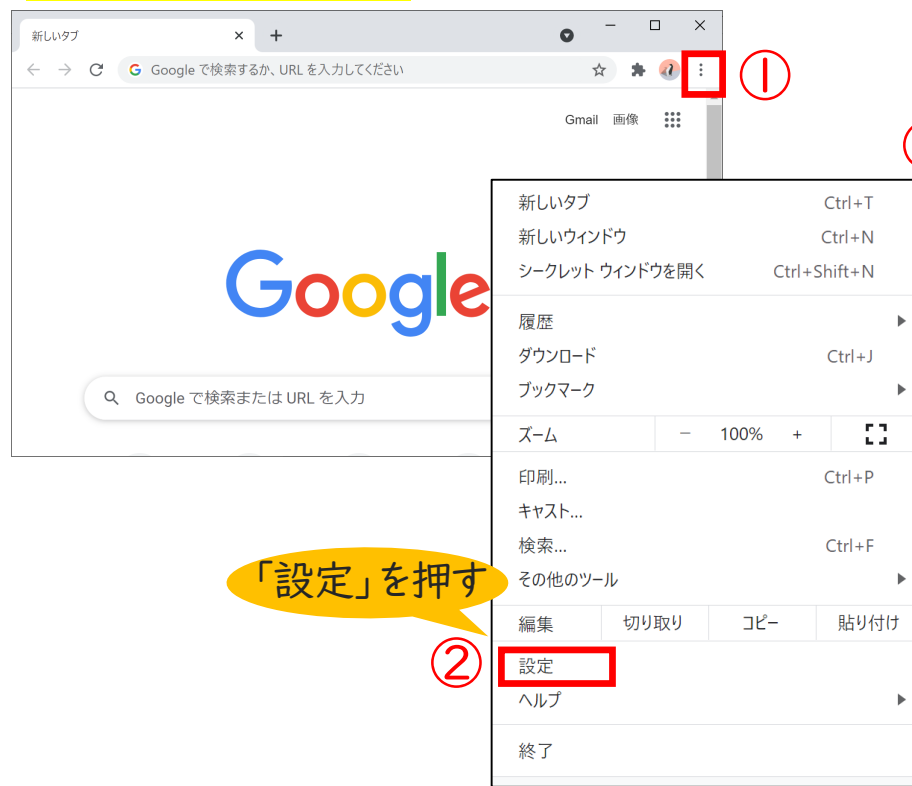 新しいタブ
Google で検索するか、URL を入力してください
①
Gmail 画像
Google
Google で検索または URL を入力
新しいタブ Ctrl+T
新しいウィンドウ Ctrl+N
シークレット ウィンドウを開く Ctrl+Shift+N
履歴
ダウンロード Ctrl+J
ブックマーク
ズーム − 100% +
印刷... Ctrl+P
キャスト...
検索... Ctrl+F
その他のツール
「設定」を押す
編集 切り取り コピー 貼り付け
②
設定
ヘルプ
終了